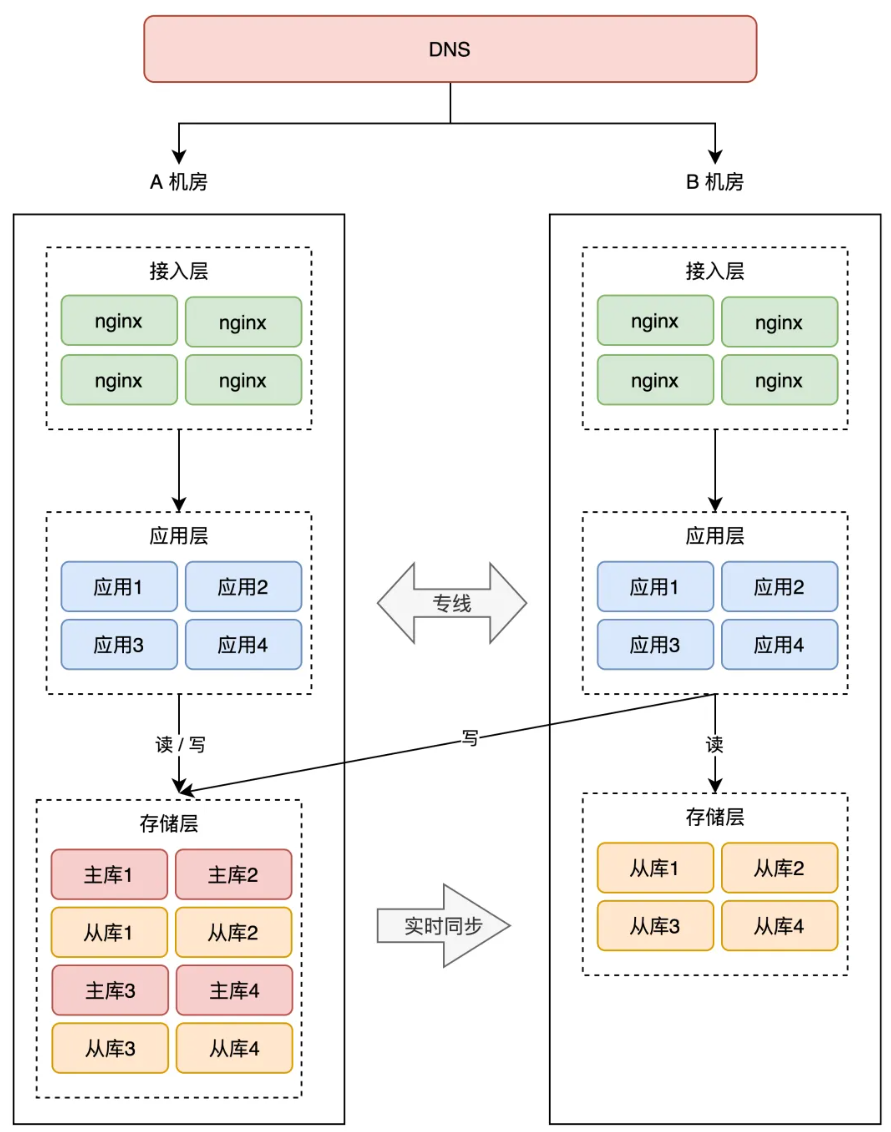 DNS
A 机房
B 机房
接入层
nginx
nginx
nginx
nginx
接入层
nginx
nginx
nginx
nginx
应用层
应用1
应用2
应用3
应用4
专线
应用层
应用1
应用2
应用3
应用4
读 / 写
写
读
存储层
主库1
主库2
从库1
从库2
主库3
主库4
从库3
从库4
实时同步
存储层
从库1
从库2
从库3
从库4